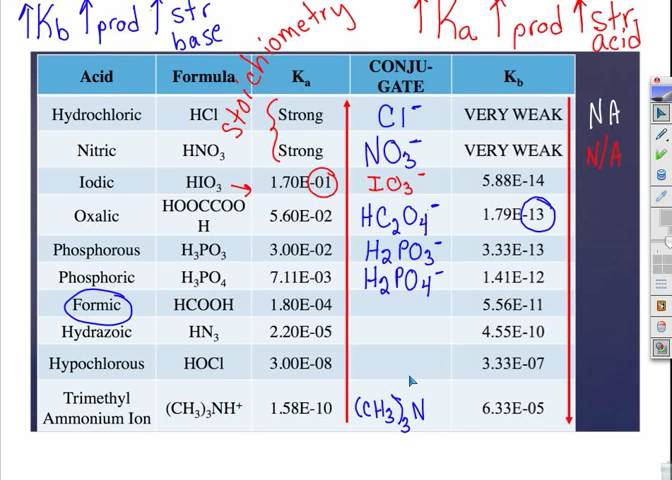 ↑Kb ↑prod ↑str base
↑Ka ↑prod ↑str acid
stoichiometry
Acid Formula Ka CONJU-GATE Kb
Hydrochloric HCl Strong Cl⁻ VERY WEAK NA
Nitric HNO3 Strong NO3⁻ VERY WEAK N/A
Iodic HIO3 → 1.70E-01 IO3⁻ 5.88E-14
Oxalic HOOCCOOH 5.60E-02 HC2O4⁻ 1.79E-13
Phosphorous H3PO3 3.00E-02 H2PO3⁻ 3.33E-13
Phosphoric H3PO4 7.11E-03 H2PO4⁻ 1.41E-12
Formic HCOOH 1.80E-04 5.56E-11
Hydrazoic HN3 2.20E-05 4.55E-10
Hypochlorous HOCl 3.00E-08 3.33E-07
Trimethyl Ammonium Ion (CH3)3NH⁺ 1.58E-10 (CH3)3N 6.33E-05